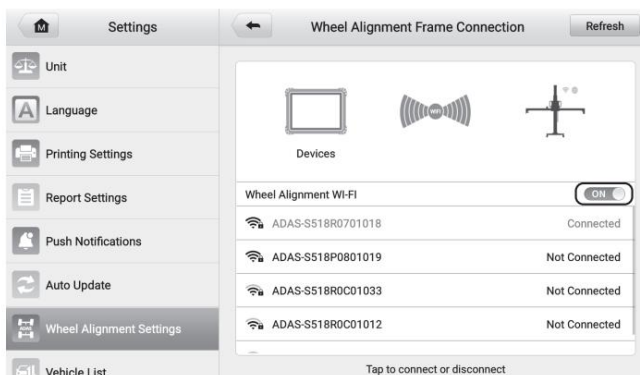 M
Settings
Wheel Alignment Frame Connection
Refresh
Unit
A
Language
Printing Settings
Report Settings
Push Notifications
Auto Update
ADAS
Wheel Alignment Settings
Vehicle List
WiFi
Devices
Wheel Alignment WI-FI
ON
ADAS-S518R0701018 Connected
ADAS-S518P0801019 Not Connected
ADAS-S518R0C01033 Not Connected
ADAS-S518R0C01012 Not Connected
Tap to connect or disconnect